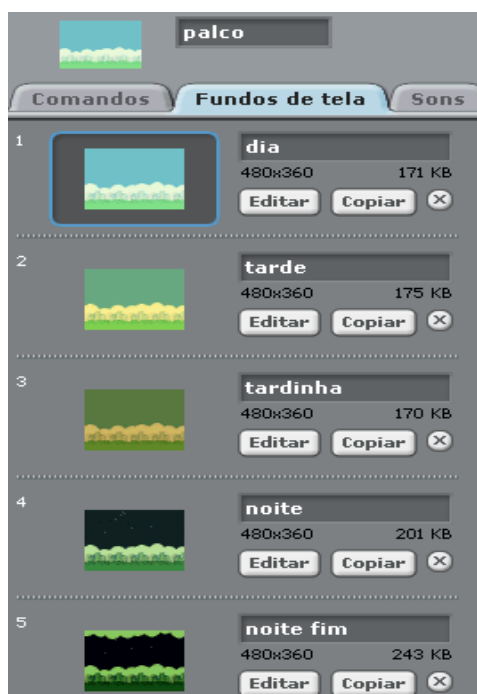 palco
Comandos Fundos de tela Sons
1 dia
480x360 171 KB
Editar Copiar
2 tarde
480x360 175 KB
Editar Copiar
3 tardinha
480x360 170 KB
Editar Copiar
4 noite
480x360 201 KB
Editar Copiar
5 noite fim
480x360 243 KB
Editar Copiar